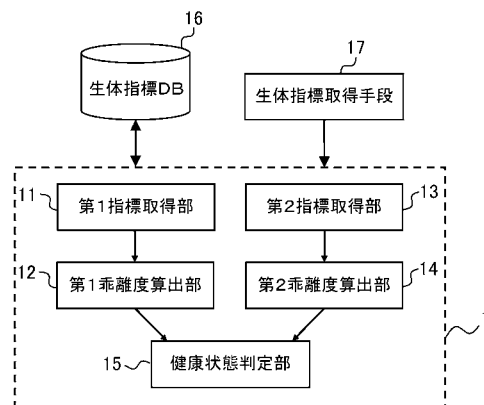 16
17
生体指標DB
生体指標取得手段
11
第1指標取得部
第2指標取得部
13
12
第1乖離度算出部
第2乖離度算出部
14
15
健康状態判定部